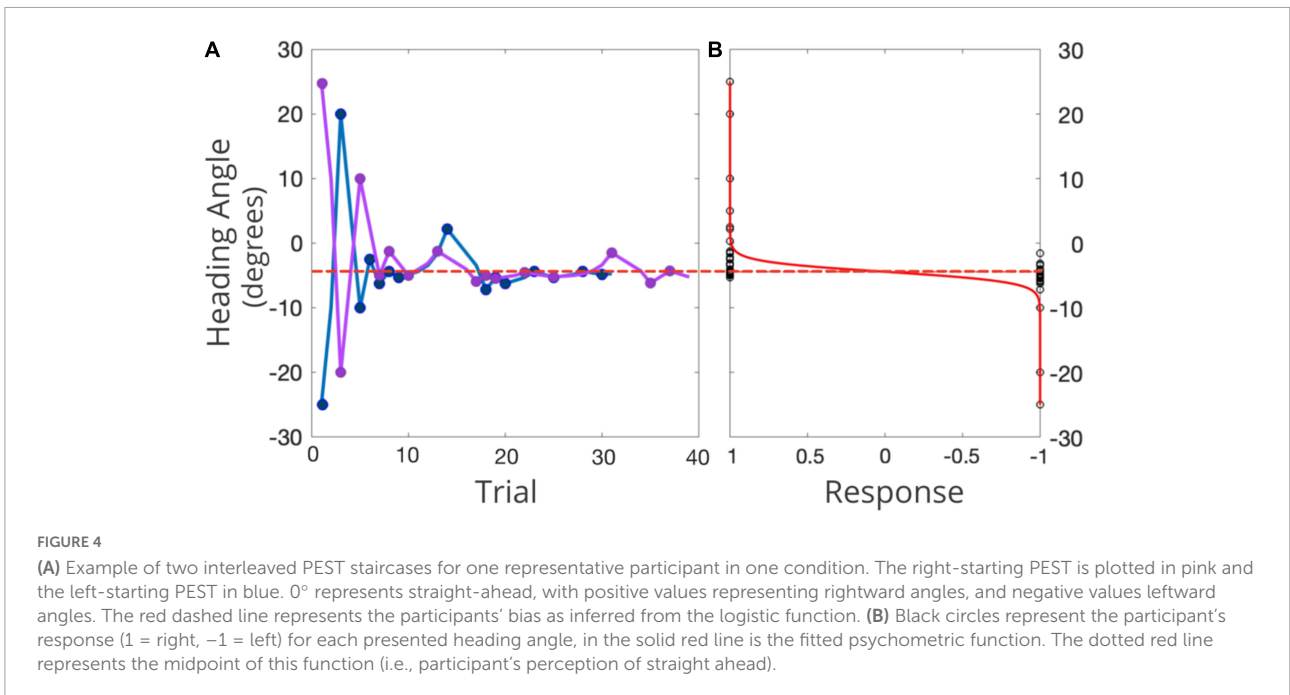 A
B
30
20
10
0
-10
-20
-30
Heading Angle
(degrees)
0
10
20
30
40
Trial
30
20
10
0
-10
-20
-30
1
0.5
0
-0.5
-1
Response
FIGURE 4
(A) Example of two interleaved PEST staircases for one representative participant in one condition. The right-starting PEST is plotted in pink and
the left-starting PEST in blue. 0° represents straight-ahead, with positive values representing rightward angles, and negative values leftward
angles. The red dashed line represents the participants’ bias as inferred from the logistic function. (B) Black circles represent the participant’s
response (1 = right, −1 = left) for each presented heading angle, in the solid red line is the fitted psychometric function. The dotted red line
represents the midpoint of this function (i.e., participant’s perception of straight ahead).